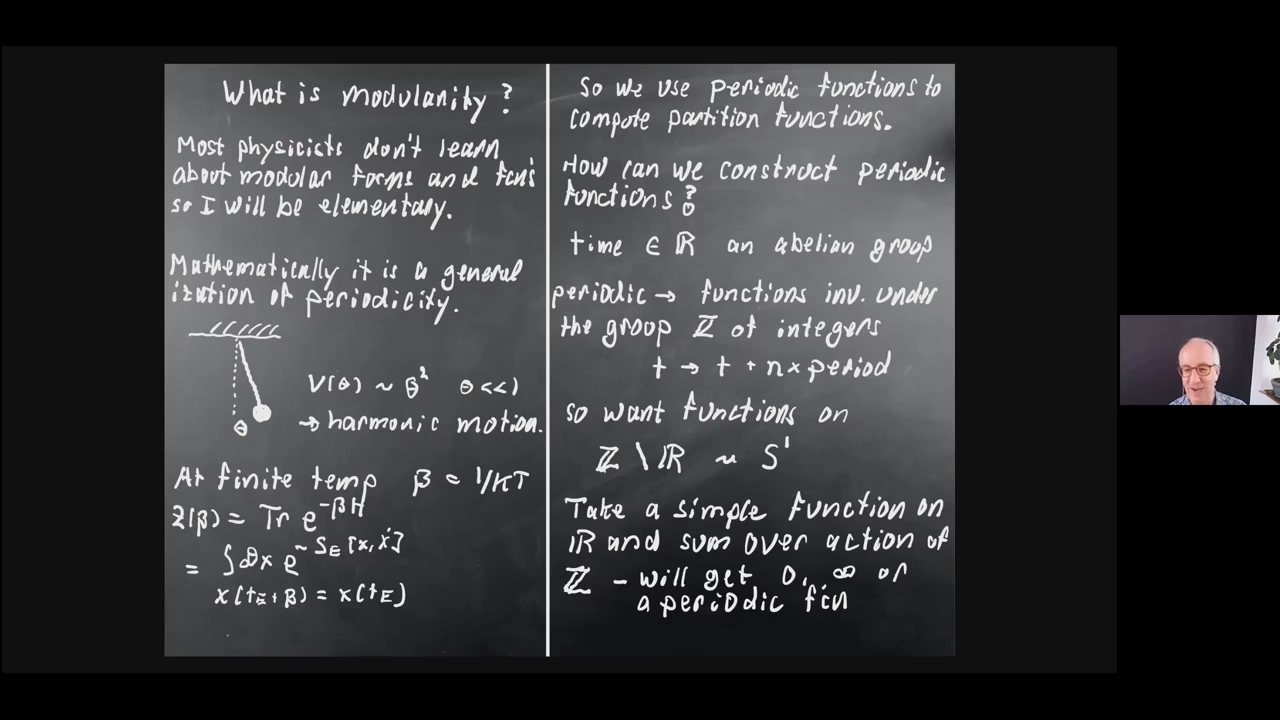 What is modularity?
Most physicists don't learn
about modular forms and fcn's
so I will be elementary.
Mathematically it is a general
ization of periodicity.
V(θ) ~ θ² θ<<1
θ
→ harmonic motion.
At finite temp β = 1/KT
Z(β) = Tr e^{-βH}
= ∫𝒟x e^{-S_E[x,ẋ]}
x(t_E+β) = x(t_E)
So we use periodic functions to
compute partition functions.
How can we construct periodic
functions?
time ∈ ℝ an abelian group
periodic → functions inv. under
the group ℤ of integers
t → t + n × period
so want functions on
ℤ \ ℝ ~ S¹
Take a simple function on
ℝ and sum over action of
ℤ - will get 0, ∞ or
a periodic fcn